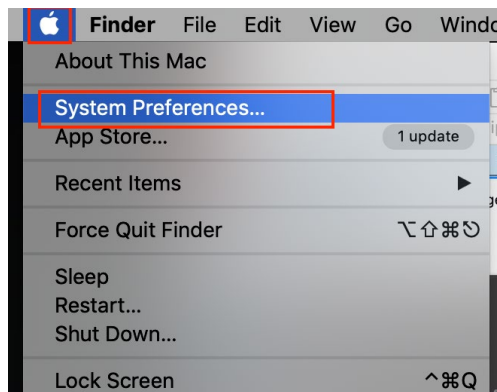 Finder File Edit View Go
About This Mac
System Preferences...
App Store... 1 update
Recent Items
Force Quit Finder ⌥⇧⌘⎋
Sleep
Restart...
Shut Down...
Lock Screen ^⌘Q